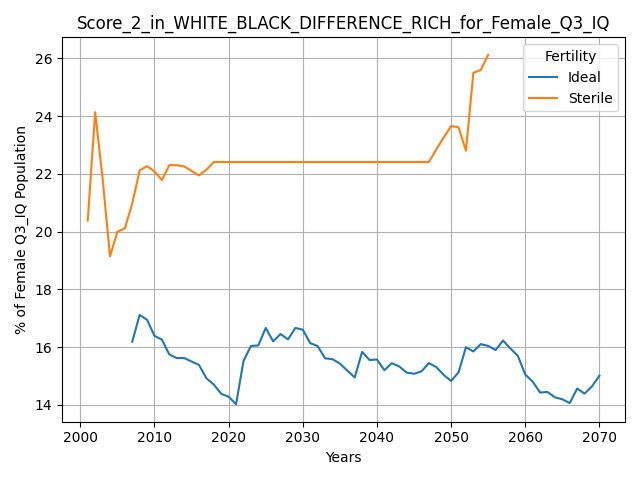 Score_2_in_WHITE_BLACK_DIFFERENCE_RICH_for_Female_Q3_IQ
% of Female Q3_IQ Population
26
24
22
20
18
16
14
Fertility
Ideal
Sterile
2000 2010 2020 2030 2040 2050 2060 2070
Years